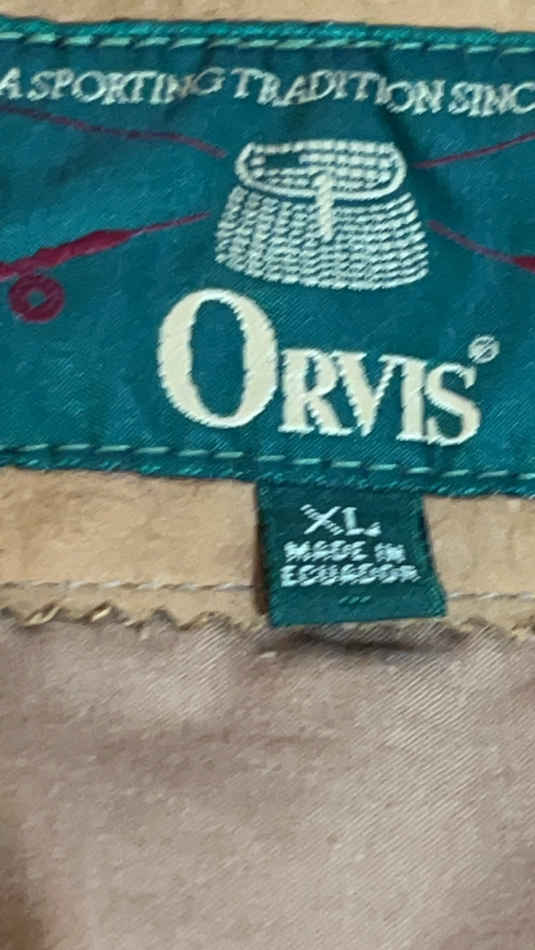 A SPORTING TRADITION SINC
ORVIS®
XL
MADE IN
ECUADOR